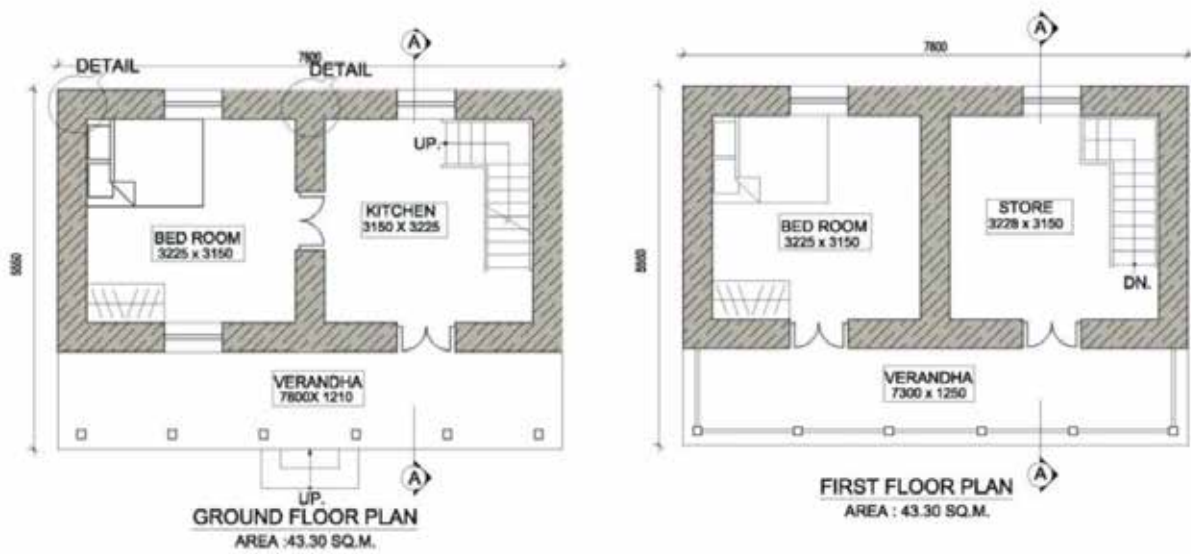 DETAIL
7800
DETAIL
A
UP.
KITCHEN
3150 X 3225
BED ROOM
3225 x 3150
VERANDHA
7800X 1210
UP.
A
GROUND FLOOR PLAN
AREA :43.30 SQ.M.
A
7800
BED ROOM
3225 x 3150
STORE
3228 x 3150
DN.
VERANDHA
7300 x 1250
A
FIRST FLOOR PLAN
AREA : 43.30 SQ.M.